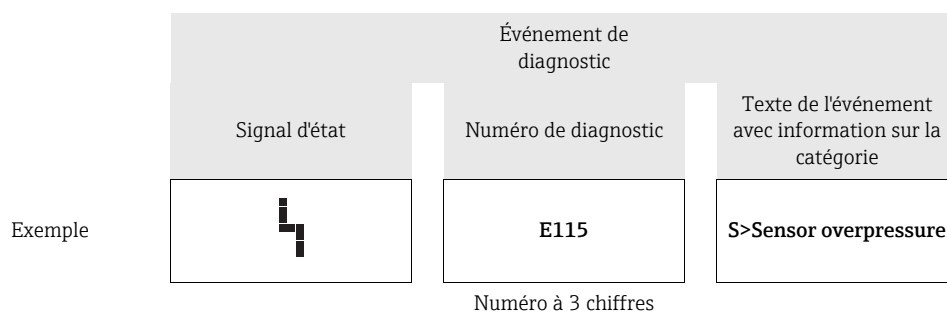 Événement de
diagnostic
Signal d'état
Numéro de diagnostic
Texte de l'événement
avec information sur la
catégorie
Exemple
E115
S>Sensor overpressure
Numéro à 3 chiffres